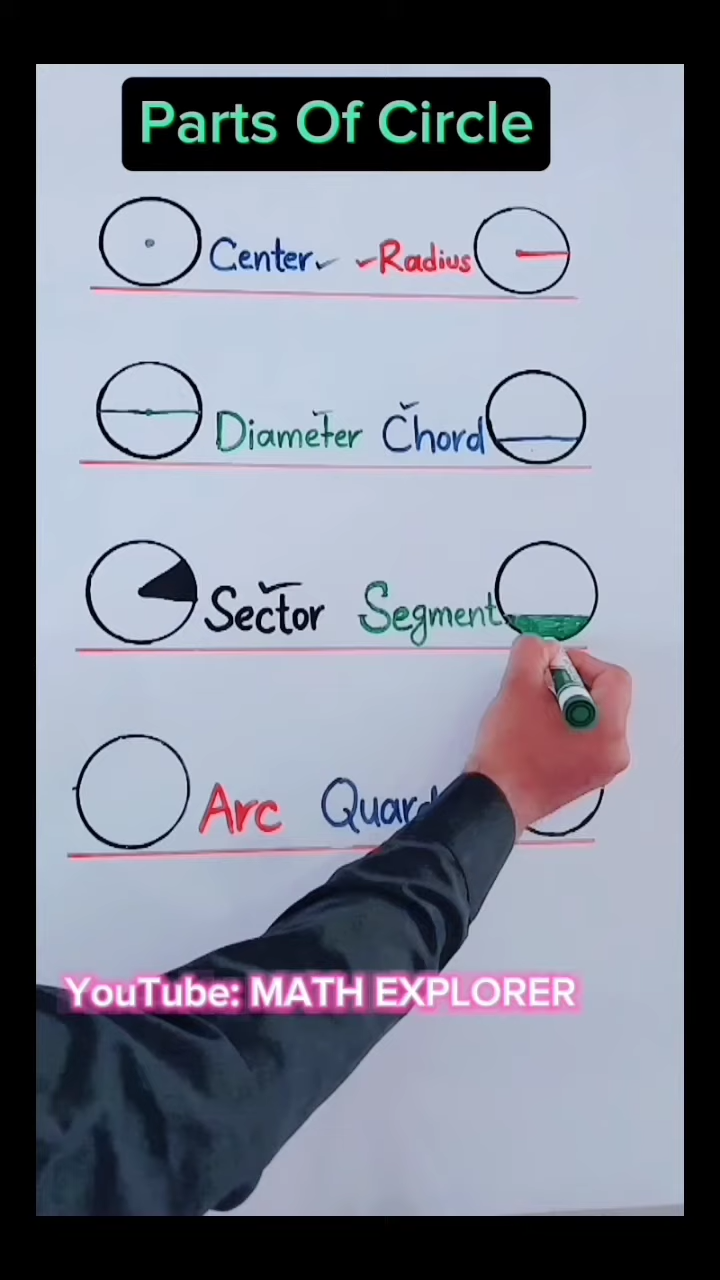 Parts Of Circle
Center Radius
Diameter Chord
Sector Segment
Arc
YouTube: MATH EXPLORER